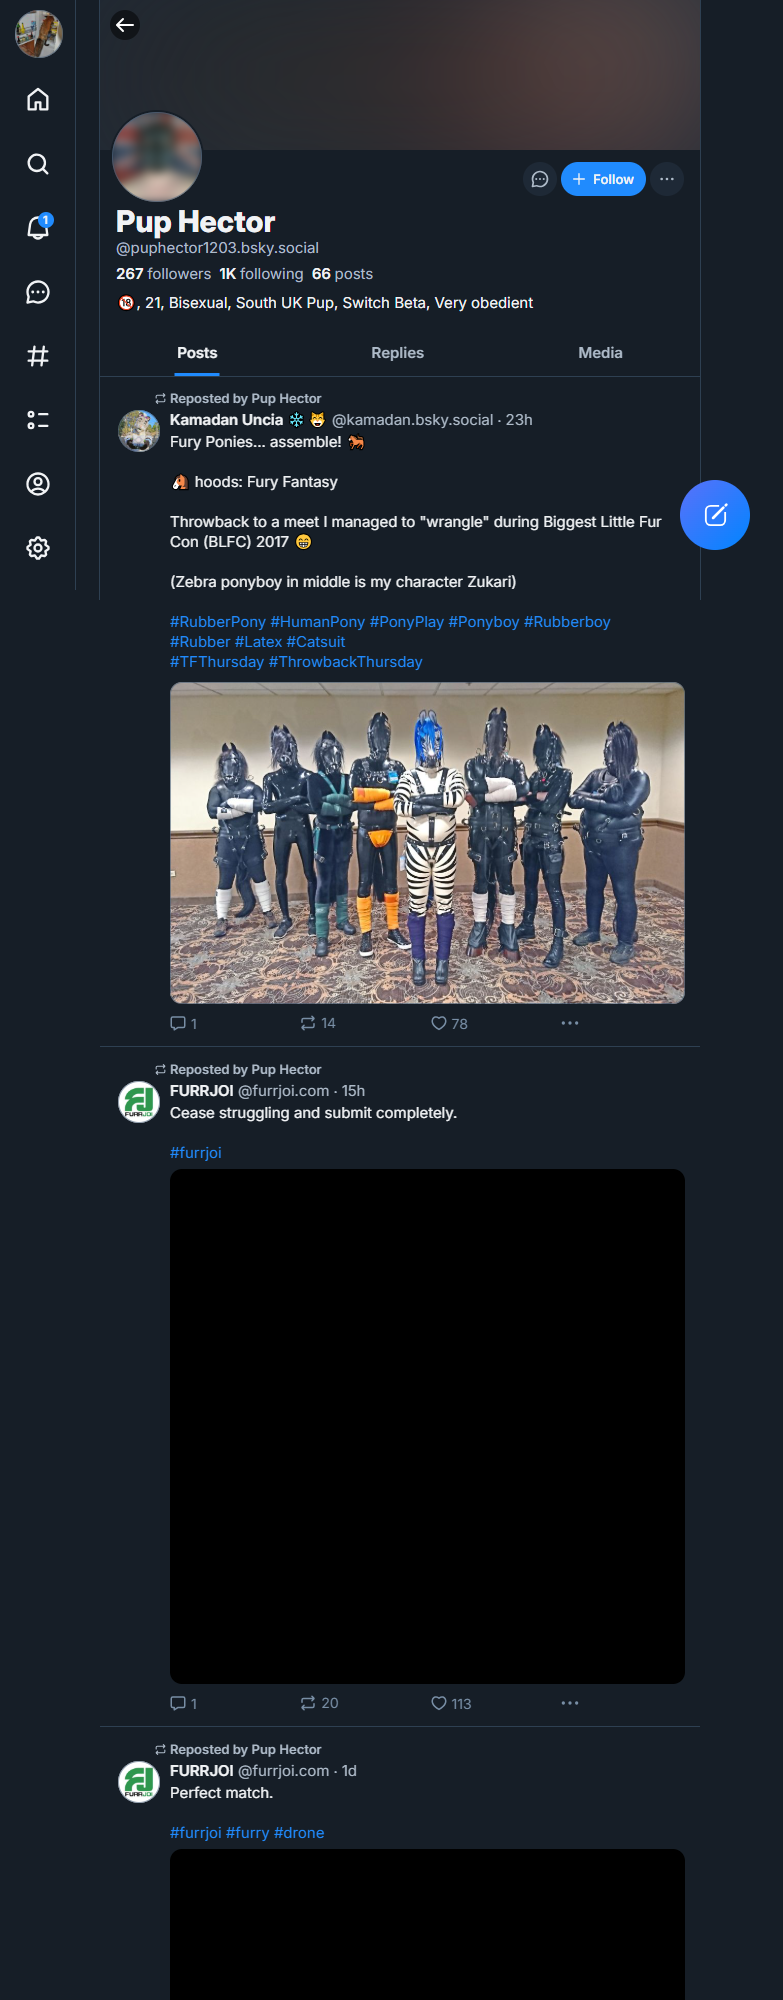 1
Follow
Pup Hector
@puphector1203.bsky.social
267 followers 1K following 66 posts
🔞, 21, Bisexual, South UK Pup, Switch Beta, Very obedient
Posts Replies Media
Reposted by Pup Hector
Kamadan Uncia ❄️ 😸 @kamadan.bsky.social · 23h
Fury Ponies... assemble! 🐎
🐴 hoods: Fury Fantasy
Throwback to a meet I managed to "wrangle" during Biggest Little Fur
Con (BLFC) 2017 😁
(Zebra ponyboy in middle is my character Zukari)
#RubberPony #HumanPony #PonyPlay #Ponyboy #Rubberboy
#Rubber #Latex #Catsuit
#TFThursday #ThrowbackThursday
1 14 78
Reposted by Pup Hector
FURRJOI @furrjoi.com · 15h
FURRJOI
Cease struggling and submit completely.
#furrjoi
1 20 113
Reposted by Pup Hector
FURRJOI @furrjoi.com · 1d
FURRJOI
Perfect match.
#furrjoi #furry #drone